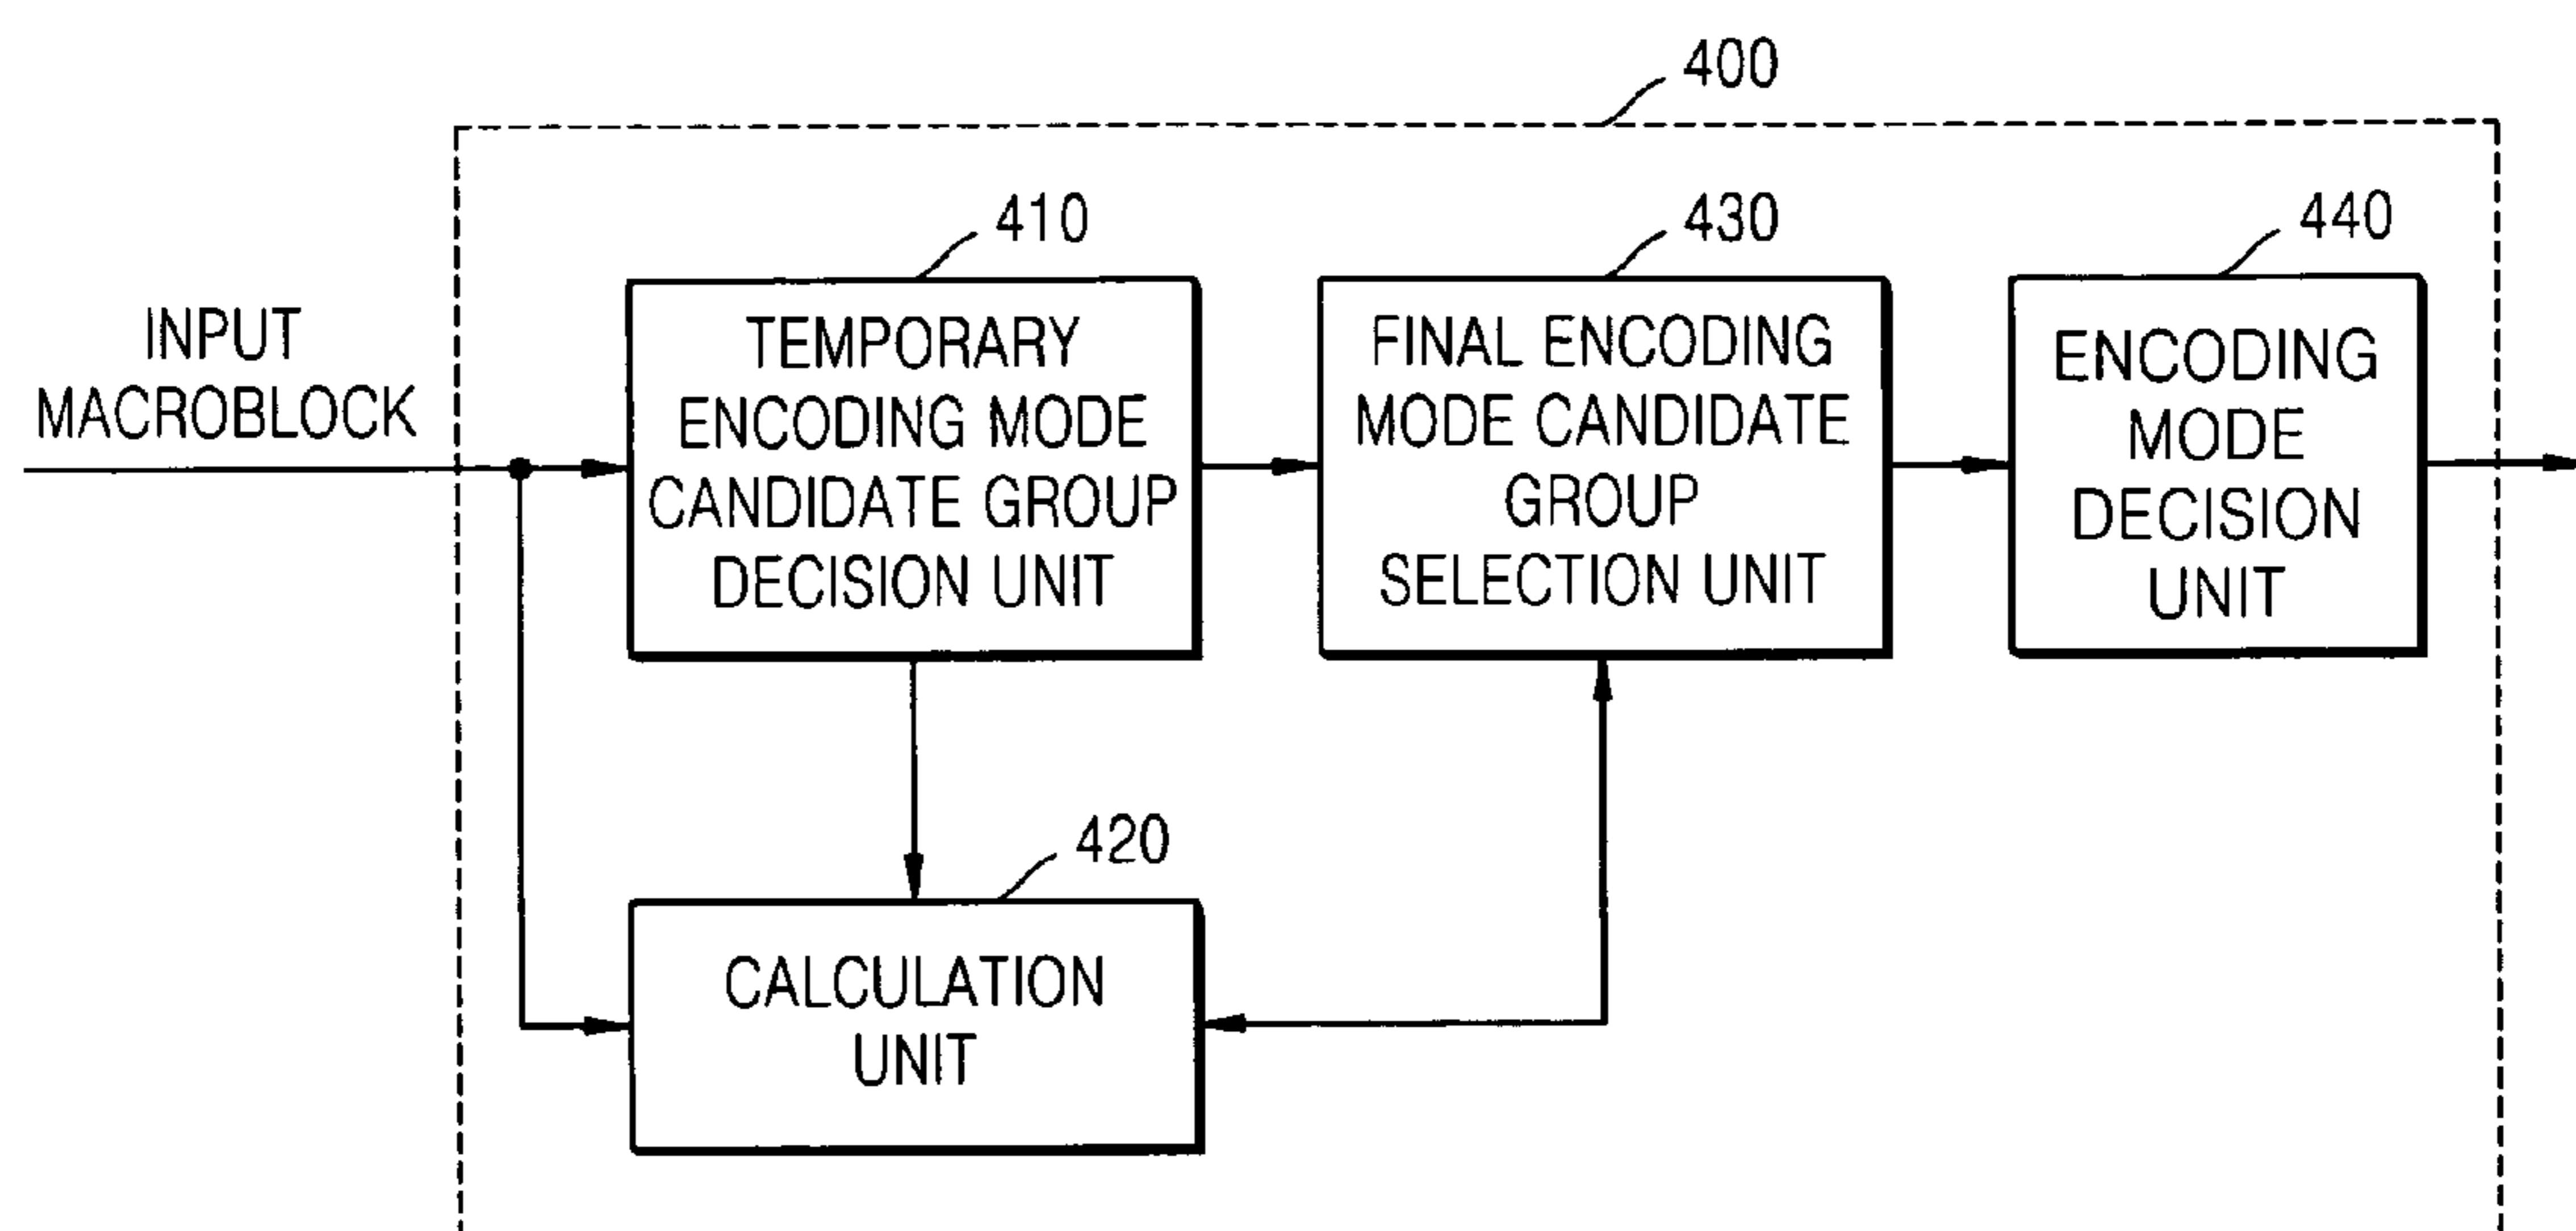 400
410
430
440
INPUT
MACROBLOCK
TEMPORARY
ENCODING MODE
CANDIDATE GROUP
DECISION UNIT
FINAL ENCODING
MODE CANDIDATE
GROUP
SELECTION UNIT
ENCODING
MODE
DECISION
UNIT
420
CALCULATION
UNIT